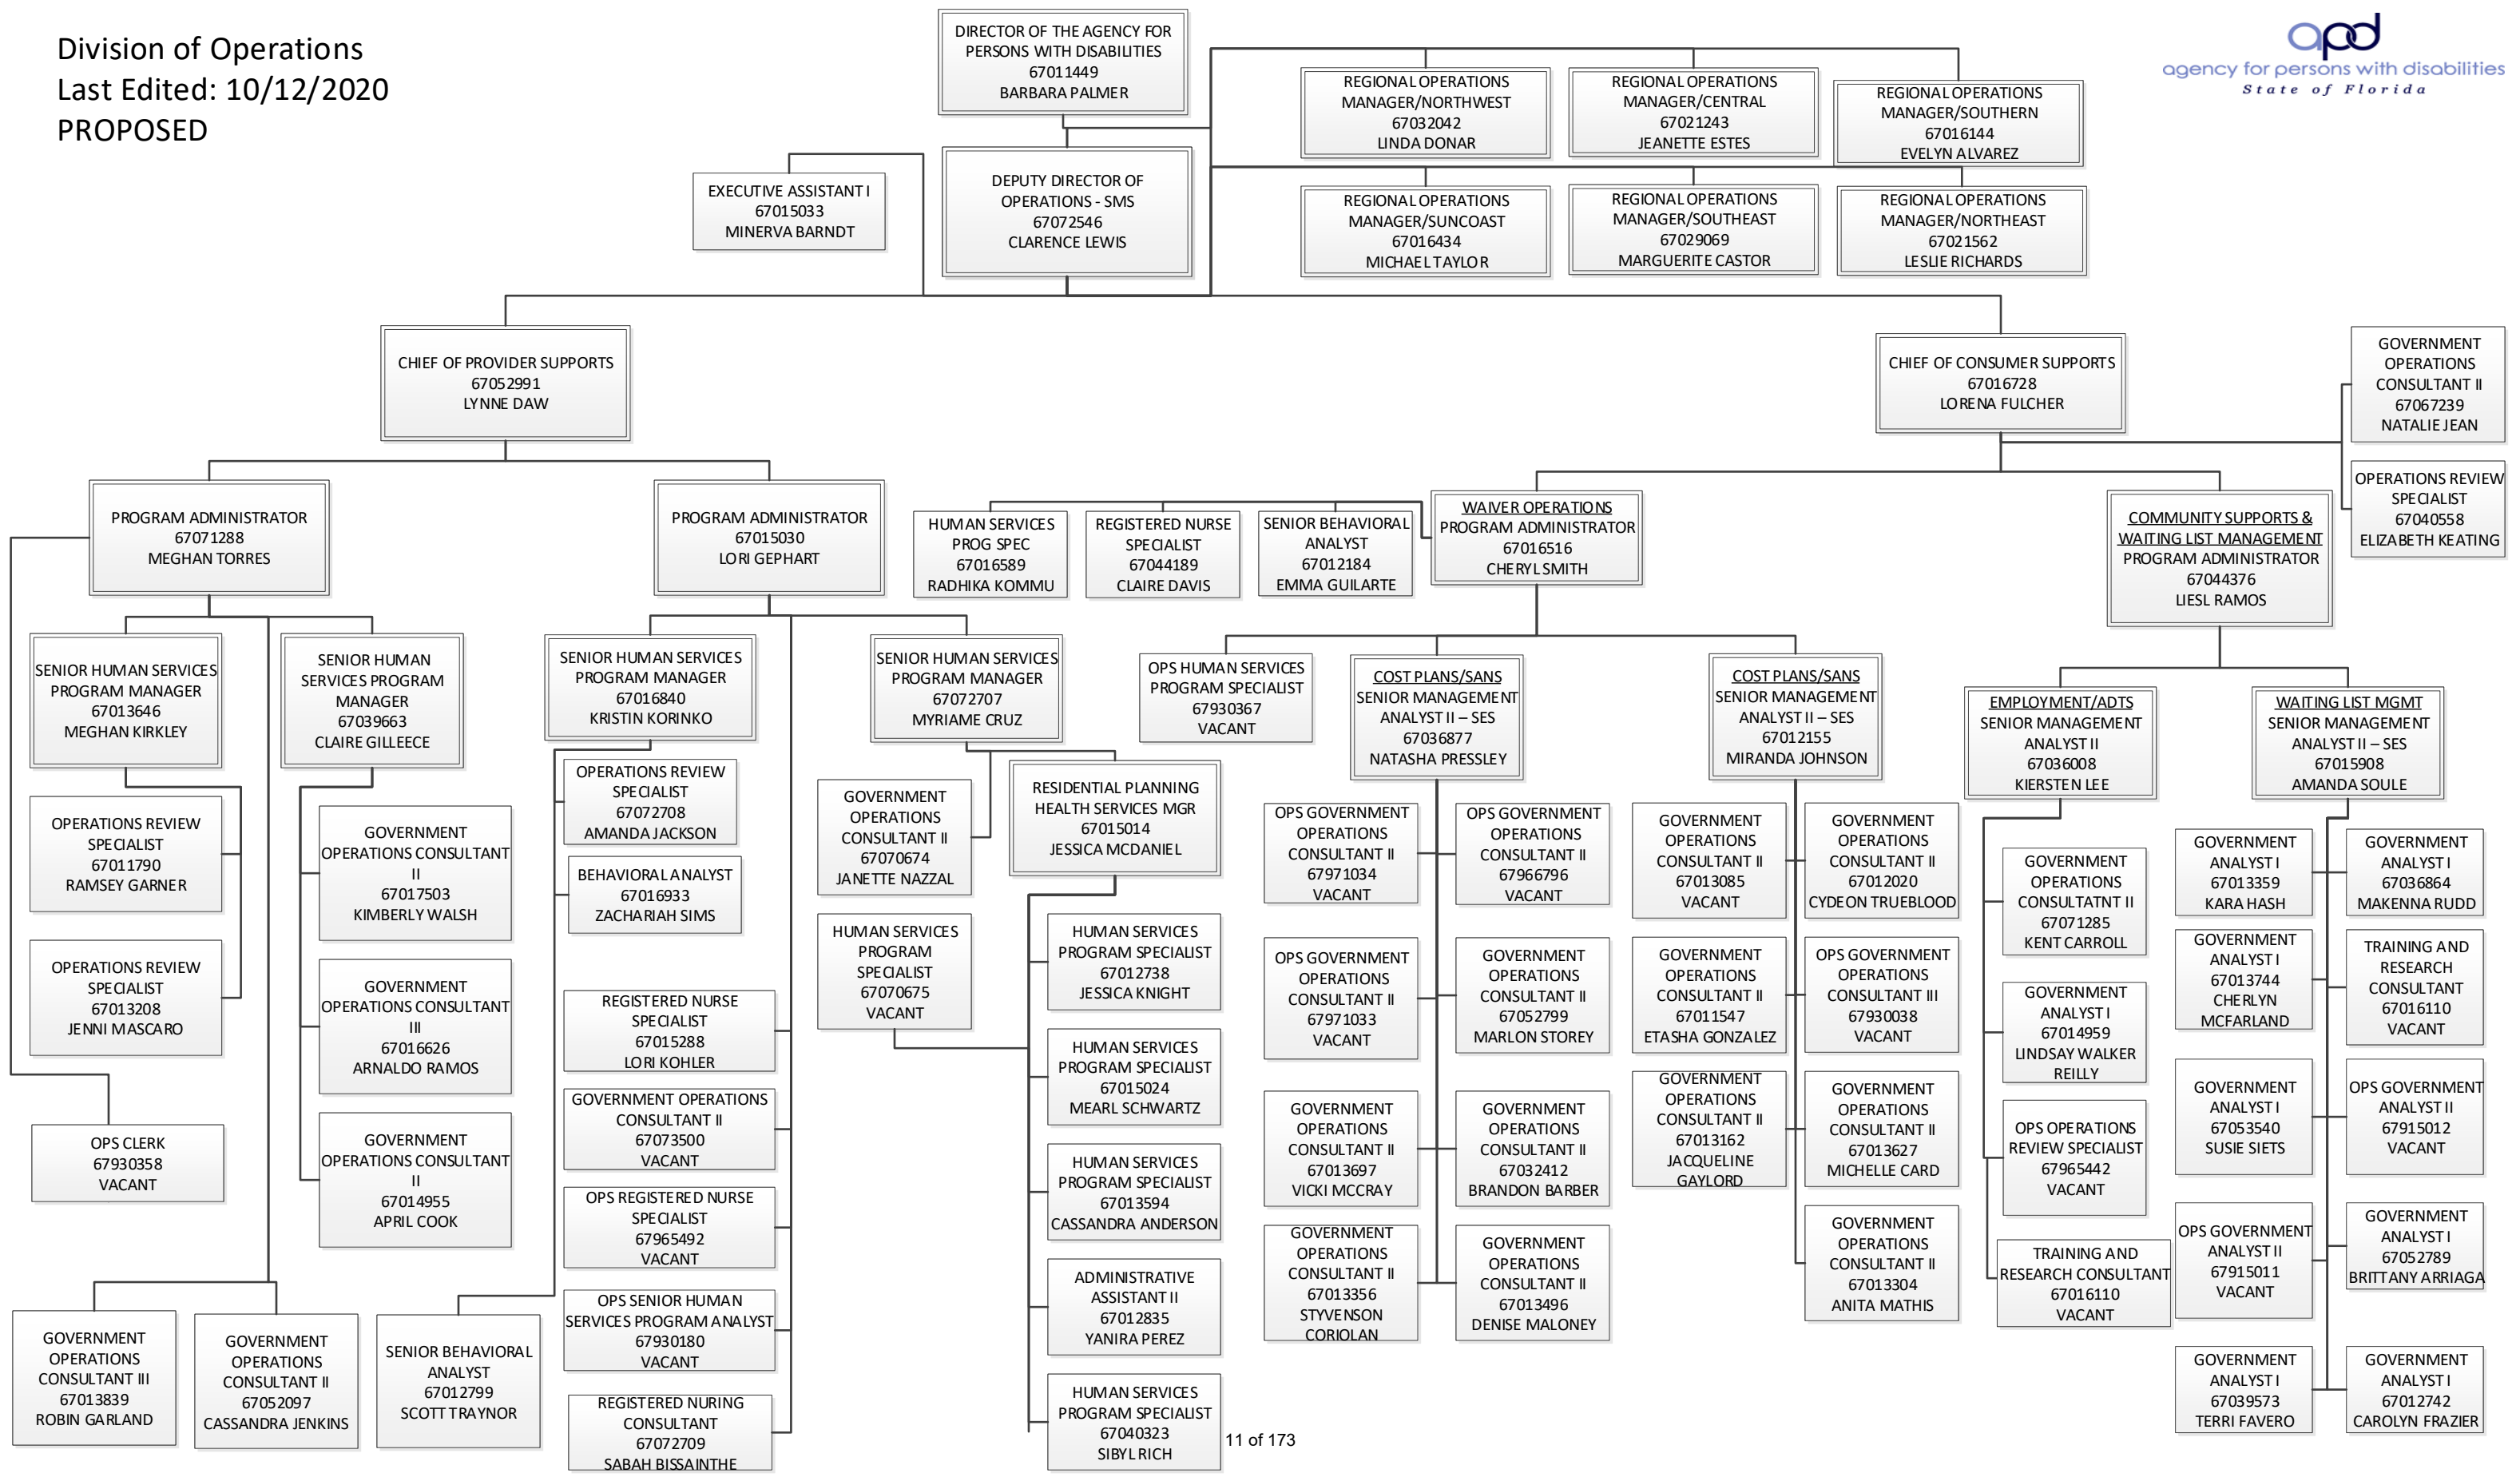 Division of Operations
Last Edited: 10/12/2020
PROPOSED
apd
agency for persons with disabilities
State of Florida
DIRECTOR OF THE AGENCY FOR
PERSONS WITH DISABILITIES
67011449
BARBARA PALMER
REGIONAL OPERATIONS
MANAGER/NORTHWEST
67032042
LINDA DONAR
REGIONAL OPERATIONS
MANAGER/CENTRAL
67021243
JEANETTE ESTES
REGIONAL OPERATIONS
MANAGER/SOUTHERN
67016144
EVELYN ALVAREZ
EXECUTIVE ASSISTANT I
67015033
MINERVA BARNDT
DEPUTY DIRECTOR OF
OPERATIONS - SMS
67072546
CLARENCE LEWIS
REGIONAL OPERATIONS
MANAGER/SUNCOAST
67016434
MICHAEL TAYLOR
REGIONAL OPERATIONS
MANAGER/SOUTHEAST
67029069
MARGUERITE CASTOR
REGIONAL OPERATIONS
MANAGER/NORTHEAST
67021562
LESLIE RICHARDS
CHIEF OF PROVIDER SUPPORTS
67052991
LYNNE DAW
CHIEF OF CONSUMER SUPPORTS
67016728
LORENA FULCHER
GOVERNMENT
OPERATIONS
CONSULTANT II
67067239
NATALIE JEAN
OPERATIONS REVIEW
SPECIALIST
67040558
ELIZABETH KEATING
PROGRAM ADMINISTRATOR
67071288
MEGHAN TORRES
PROGRAM ADMINISTRATOR
67015030
LORI GEPHART
HUMAN SERVICES
PROG SPEC
67016589
RADHIKA KOMMU
REGISTERED NURSE
SPECIALIST
67044189
CLAIRE DAVIS
SENIOR BEHAVIORAL
ANALYST
67012184
EMMA GUILARTE
WAIVER OPERATIONS
PROGRAM ADMINISTRATOR
67016516
CHERYL SMITH
COMMUNITY SUPPORTS &
WAITING LIST MANAGEMENT
PROGRAM ADMINISTRATOR
67044376
LIESL RAMOS
SENIOR HUMAN SERVICES
PROGRAM MANAGER
67013646
MEGHAN KIRKLEY
SENIOR HUMAN
SERVICES PROGRAM
MANAGER
67039663
CLAIRE GILLEECE
SENIOR HUMAN SERVICES
PROGRAM MANAGER
67016840
KRISTIN KORINKO
SENIOR HUMAN SERVICES
PROGRAM MANAGER
67072707
MYRIAME CRUZ
OPS HUMAN SERVICES
PROGRAM SPECIALIST
67930367
VACANT
COST PLANS/SANS
SENIOR MANAGEMENT
ANALYST II – SES
67036877
NATASHA PRESSLEY
COST PLANS/SANS
SENIOR MANAGEMENT
ANALYST II – SES
67012155
MIRANDA JOHNSON
EMPLOYMENT/ADTS
SENIOR MANAGEMENT
ANALYST II
67036008
KIERSTEN LEE
WAITING LIST MGMT
SENIOR MANAGEMENT
ANALYST II – SES
67015908
AMANDA SOULE
OPERATIONS REVIEW
SPECIALIST
67011790
RAMSEY GARNER
OPERATIONS REVIEW
SPECIALIST
67013208
JENNI MASCARO
OPS CLERK
67930358
VACANT
GOVERNMENT
OPERATIONS
CONSULTANT III
67013839
ROBIN GARLAND
GOVERNMENT
OPERATIONS
CONSULTANT II
67052097
CASSANDRA JENKINS
GOVERNMENT
OPERATIONS CONSULTANT
II
67017503
KIMBERLY WALSH
GOVERNMENT
OPERATIONS CONSULTANT
III
67016626
ARNALDO RAMOS
GOVERNMENT
OPERATIONS CONSULTANT
II
67014955
APRIL COOK
OPERATIONS REVIEW
SPECIALIST
67072708
AMANDA JACKSON
BEHAVIORAL ANALYST
67016933
ZACHARIAH SIMS
SENIOR BEHAVIORAL
ANALYST
67012799
SCOTT TRAYNOR
REGISTERED NURSE
SPECIALIST
67015288
LORI KOHLER
GOVERNMENT OPERATIONS
CONSULTANT II
67073500
VACANT
OPS REGISTERED NURSE
SPECIALIST
67965492
VACANT
OPS SENIOR HUMAN
SERVICES PROGRAM ANALYST
67930180
VACANT
REGISTERED NURING
CONSULTANT
67072709
SABAH BISSAINTHE
GOVERNMENT
OPERATIONS
CONSULTANT II
67070674
JANETTE NAZZAL
HUMAN SERVICES
PROGRAM
SPECIALIST
67070675
VACANT
RESIDENTIAL PLANNING
HEALTH SERVICES MGR
67015014
JESSICA MCDANIEL
HUMAN SERVICES
PROGRAM SPECIALIST
67012738
JESSICA KNIGHT
HUMAN SERVICES
PROGRAM SPECIALIST
67015024
MEARL SCHWARTZ
HUMAN SERVICES
PROGRAM SPECIALIST
67013594
CASSANDRA ANDERSON
ADMINISTRATIVE
ASSISTANT II
67012835
YANIRA PEREZ
HUMAN SERVICES
PROGRAM SPECIALIST
67040323
SIBYL RICH
OPS GOVERNMENT
OPERATIONS
CONSULTANT II
67971034
VACANT
OPS GOVERNMENT
OPERATIONS
CONSULTANT II
67966796
VACANT
OPS GOVERNMENT
OPERATIONS
CONSULTANT II
67971033
VACANT
GOVERNMENT
OPERATIONS
CONSULTANT II
67052799
MARLON STOREY
GOVERNMENT
OPERATIONS
CONSULTANT II
67013697
VICKI MCCRAY
GOVERNMENT
OPERATIONS
CONSULTANT II
67032412
BRANDON BARBER
GOVERNMENT
OPERATIONS
CONSULTANT II
67013356
STYVENSON
CORIOLAN
GOVERNMENT
OPERATIONS
CONSULTANT II
67013496
DENISE MALONEY
GOVERNMENT
OPERATIONS
CONSULTANT II
67013085
VACANT
GOVERNMENT
OPERATIONS
CONSULTANT II
67012020
CYDEON TRUEBLOOD
GOVERNMENT
OPERATIONS
CONSULTANT II
67011547
ETASHA GONZALEZ
OPS GOVERNMENT
OPERATIONS
CONSULTANT III
67930038
VACANT
GOVERNMENT
OPERATIONS
CONSULTANT II
67013162
JACQUELINE
GAYLORD
GOVERNMENT
OPERATIONS
CONSULTANT II
67013627
MICHELLE CARD
GOVERNMENT
OPERATIONS
CONSULTANT II
67013304
ANITA MATHIS
GOVERNMENT
OPERATIONS
CONSULTATNT II
67071285
KENT CARROLL
GOVERNMENT
ANALYST I
67014959
LINDSAY WALKER
REILLY
OPS OPERATIONS
REVIEW SPECIALIST
67965442
VACANT
TRAINING AND
RESEARCH CONSULTANT
67016110
VACANT
GOVERNMENT
ANALYST I
67013359
KARA HASH
GOVERNMENT
ANALYST I
67036864
MAKENNA RUDD
GOVERNMENT
ANALYST I
67013744
CHERLYN
MCFARLAND
TRAINING AND
RESEARCH
CONSULTANT
67016110
VACANT
GOVERNMENT
ANALYST I
67053540
SUSIE SIETS
OPS GOVERNMENT
ANALYST II
67915012
VACANT
OPS GOVERNMENT
ANALYST II
67915011
VACANT
GOVERNMENT
ANALYST I
67052789
BRITTANY ARRIAGA
GOVERNMENT
ANALYST I
67039573
TERRI FAVERO
GOVERNMENT
ANALYST I
67012742
CAROLYN FRAZIER
11 of 173